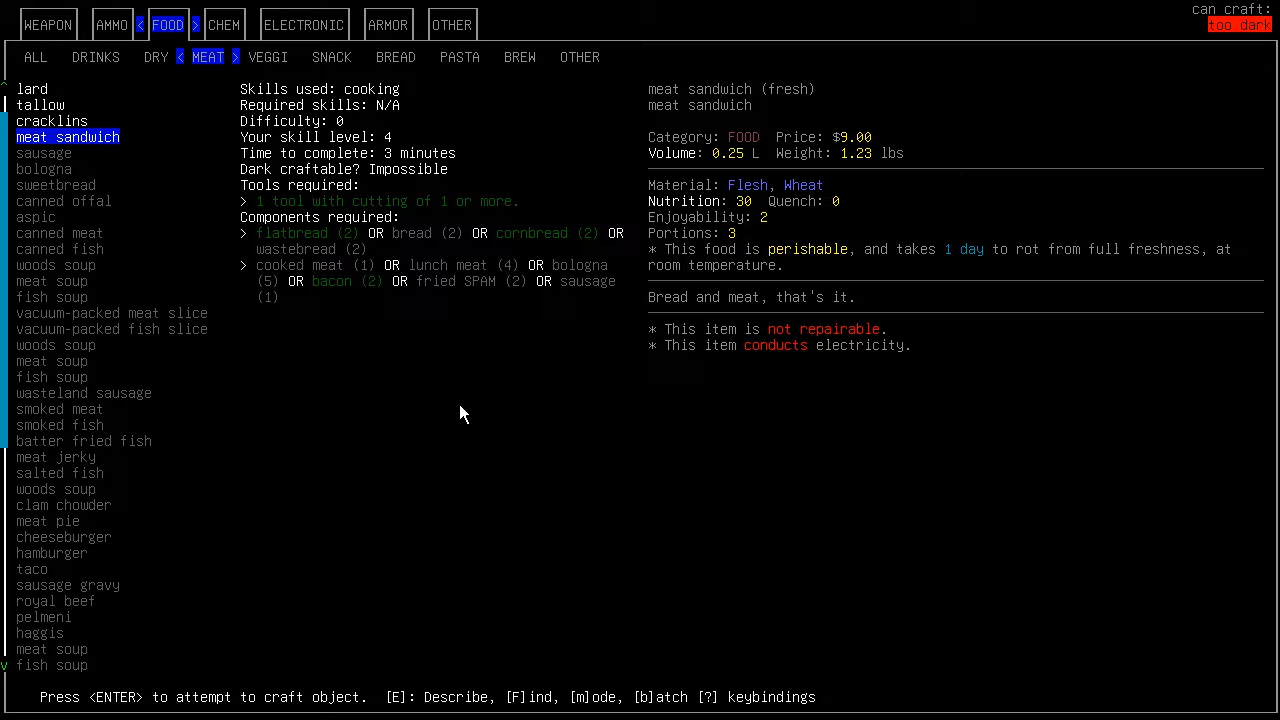 can craft:
WEAPON AMMO < FOOD > CHEM ELECTRONIC ARMOR OTHER too dark
ALL DRINKS DRY < MEAT > VEGGI SNACK BREAD PASTA BREW OTHER
^ lard
tallow
cracklins
meat sandwich
sausage
bologna
sweetbread
canned offal
aspic
canned meat
canned fish
woods soup
meat soup
fish soup
vacuum-packed meat slice
vacuum-packed fish slice
woods soup
meat soup
fish soup
wasteland sausage
smoked meat
smoked fish
batter fried fish
meat jerky
salted fish
woods soup
clam chowder
meat pie
cheeseburger
hamburger
taco
sausage gravy
royal beef
pelmeni
haggis
meat soup
v fish soup
Skills used: cooking
Required skills: N/A
Difficulty: 0
Your skill level: 4
Time to complete: 3 minutes
Dark craftable? Impossible
Tools required:
> 1 tool with cutting of 1 or more.
Components required:
> flatbread (2) OR bread (2) OR cornbread (2) OR
wastebread (2)
> cooked meat (1) OR lunch meat (4) OR bologna
(5) OR bacon (2) OR fried SPAM (2) OR sausage
(1)
meat sandwich (fresh)
meat sandwich
Category: FOOD Price: $9.00
Volume: 0.25 L Weight: 1.23 lbs
Material: Flesh, Wheat
Nutrition: 30 Quench: 0
Enjoyability: 2
Portions: 3
* This food is perishable, and takes 1 day to rot from full freshness, at
room temperature.
Bread and meat, that's it.
* This item is not repairable.
* This item conducts electricity.
Press <ENTER> to attempt to craft object. [E]: Describe, [F]ind, [m]ode, [b]atch [?] keybindings